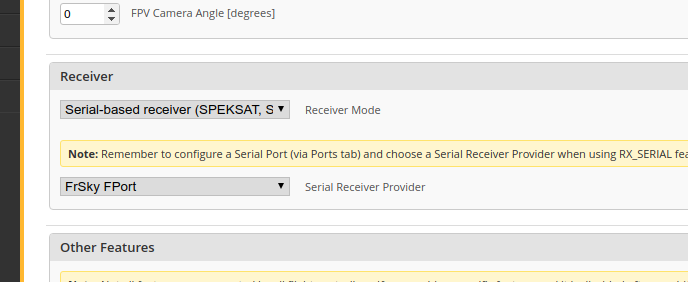 0 FPV Camera Angle [degrees]
Receiver
Serial-based receiver (SPEKSAT, S Receiver Mode
Note: Remember to configure a Serial Port (via Ports tab) and choose a Serial Receiver Provider when using RX_SERIAL fea
FrSky FPort Serial Receiver Provider
Other Features